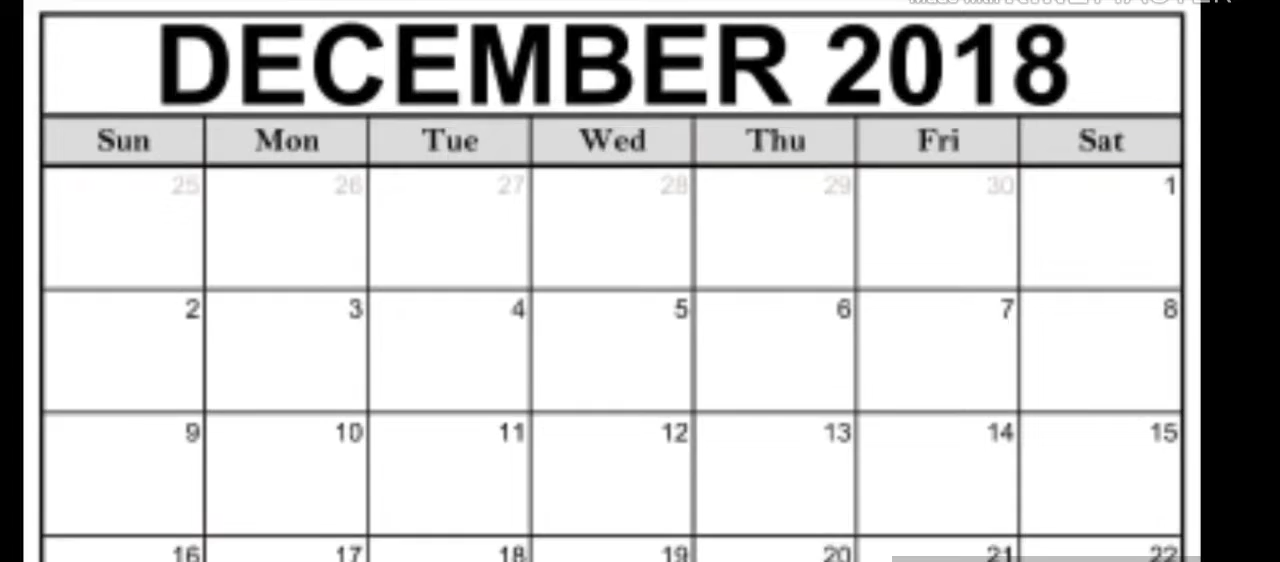 DECEMBER 2018
Sun Mon Tue Wed Thu Fri Sat
25 26 27 28 29 30 1
2 3 4 5 6 7 8
9 10 11 12 13 14 15
16 17 18 19 20 21 22